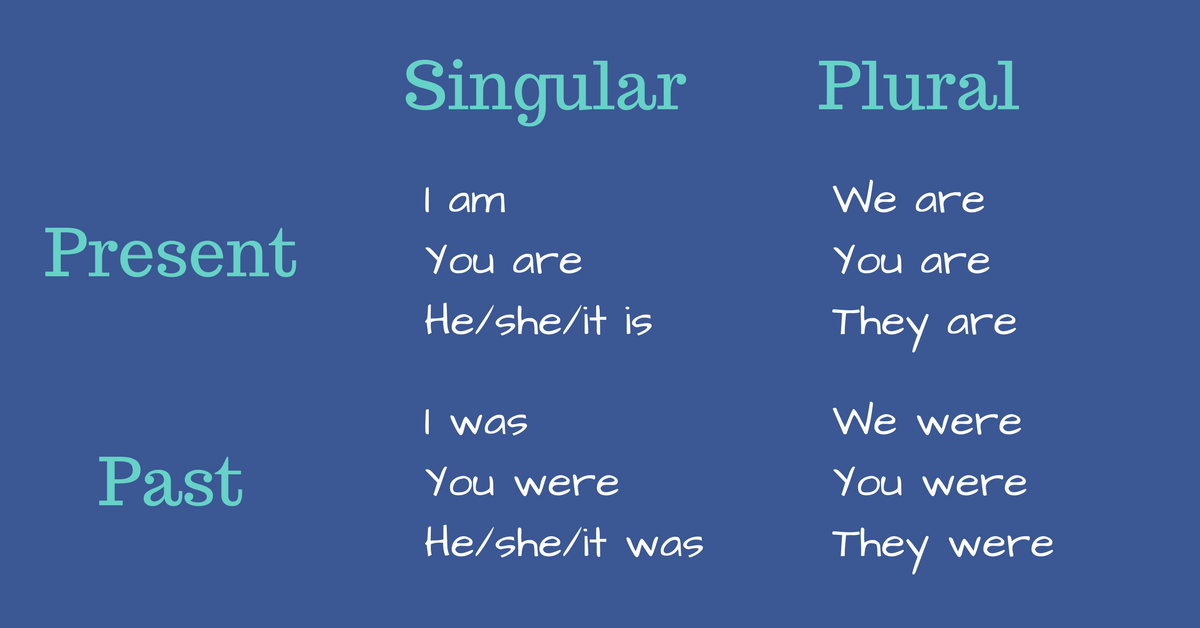 Singular Plural
Present
I am We are
You are You are
He/she/it is They are
Past
I was We were
You were You were
He/she/it was They were